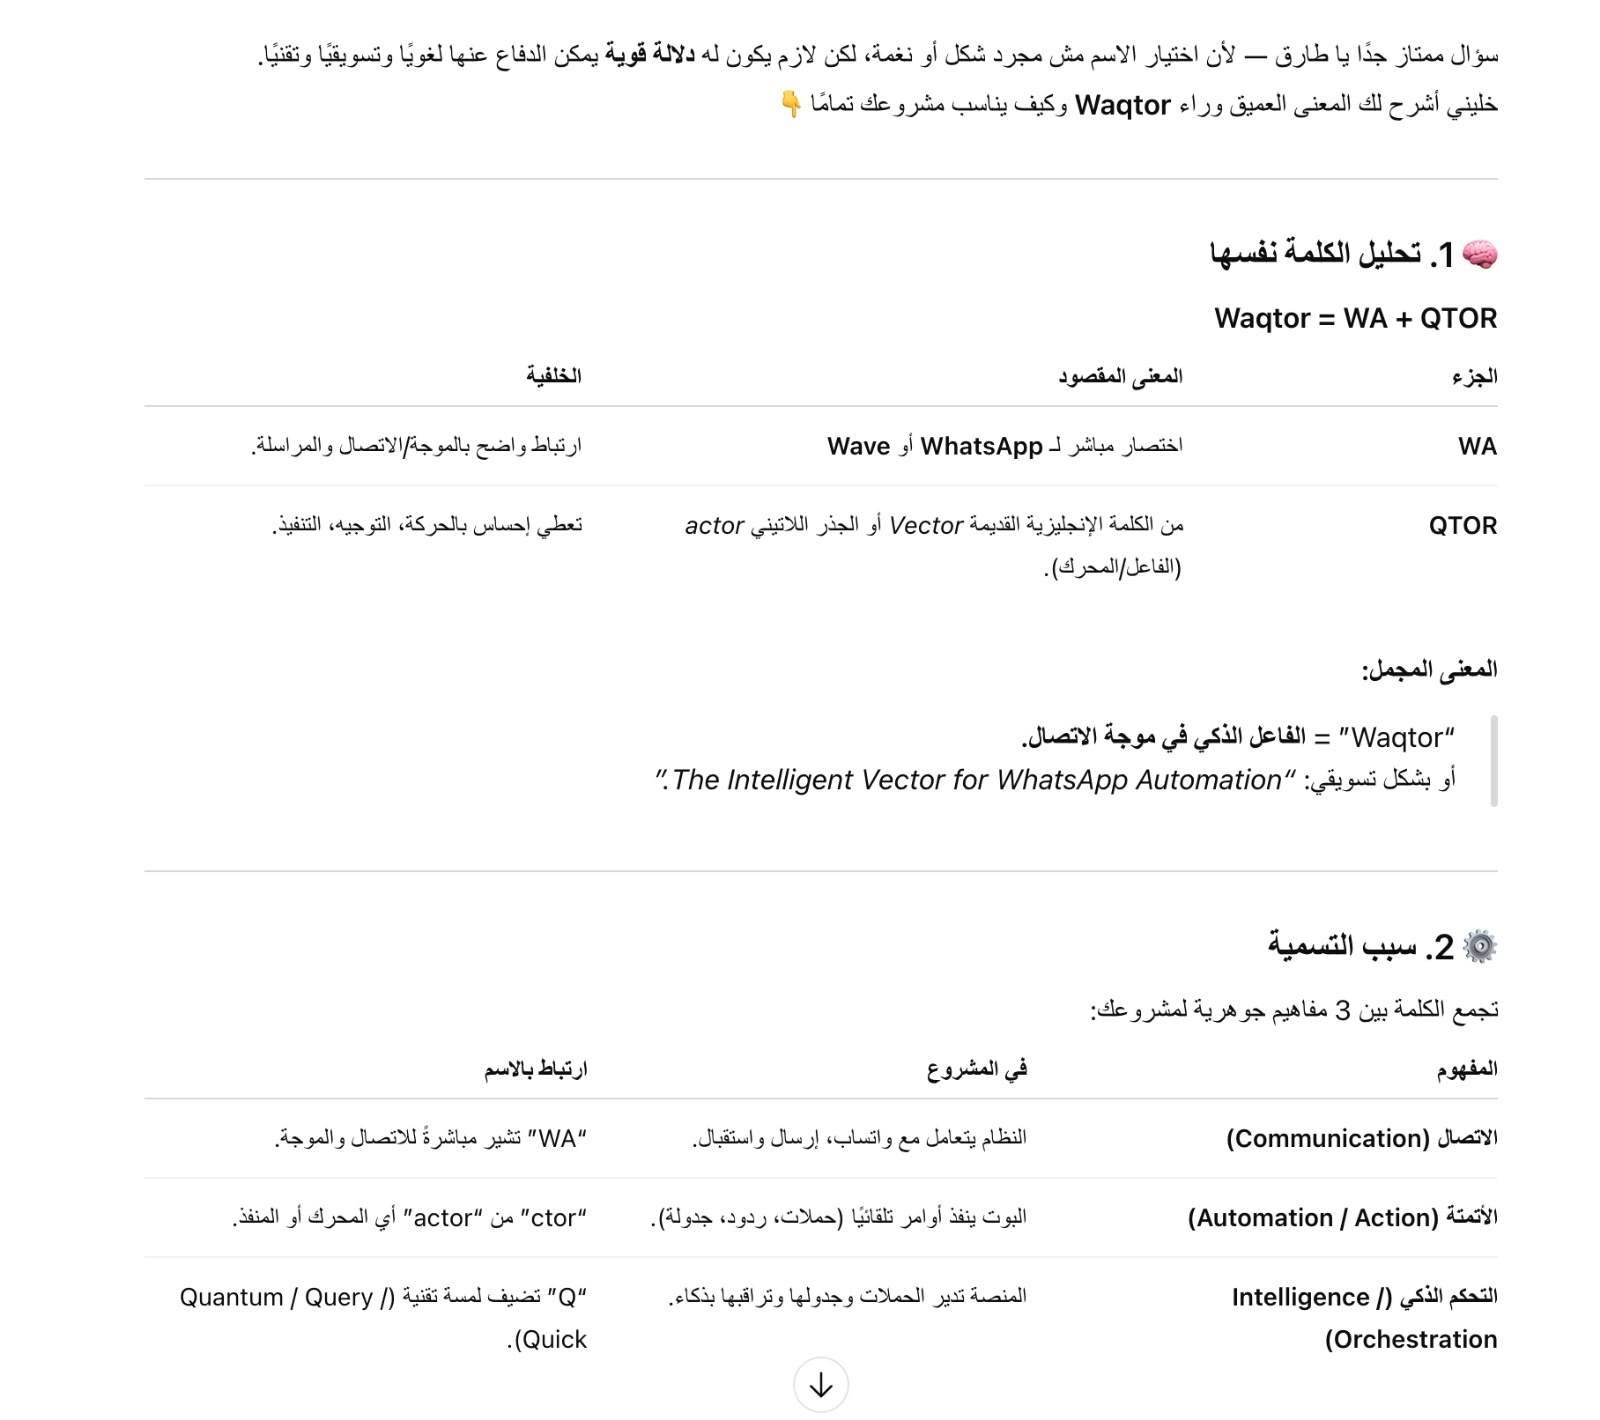 سؤال ممتاز جدًا يا طارق — لأن اختيار الاسم مش مجرد شكل أو نغمة، لكن لازم يكون له دلالة قوية يمكن الدفاع عنها لغويًا وتسويقيًا وتقنيًا.
خليني أشرح لك المعنى العميق وراء Waqtor وكيف يناسب مشروعك تمامًا 👇
🧠 1. تحليل الكلمة نفسها
Waqtor = WA + QTOR
الجزء المعنى المقصود الخلفية
WA اختصار مباشر لـ WhatsApp أو Wave ارتباط واضح بالموجة/الاتصال والمراسلة.
QTOR من الكلمة الإنجليزية القديمة Vector أو الجذر اللاتيني actor تعطي إحساس بالحركة، التوجيه، التنفيذ.
(الفاعل/المحرك).
المعنى المجمل:
“Waqtor” = الفاعل الذكي في موجة الاتصال.
أو بشكل تسويقي: “The Intelligent Vector for WhatsApp Automation.”
⚙️ 2. سبب التسمية
تجمع الكلمة بين 3 مفاهيم جوهرية لمشروعك:
المفهوم في المشروع ارتباط بالاسم
الاتصال (Communication) النظام يتعامل مع واتساب، إرسال واستقبال. “WA” تشير مباشرةً للاتصال والموجة.
الأتمتة (Automation / Action) البوت ينفذ أوامر تلقائيًا (حملات، ردود، جدولة). “ctor” من “actor” أي المحرك أو المنفذ.
التحكم الذكي (Intelligence / المنصة تدير الحملات وجدولها وتراقبها بذكاء. “Q” تضيف لمسة تقنية (Quantum / Query /
Orchestration) Quick).